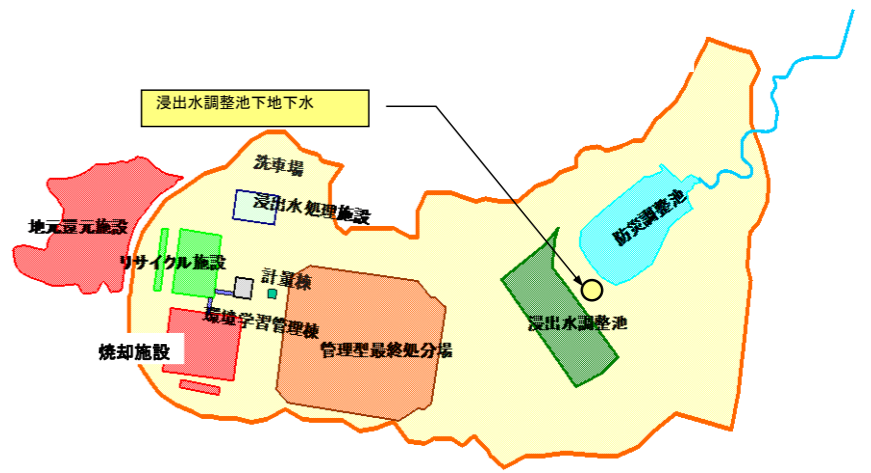 浸出水調整池下地下水
洗車場
浸出水処理施設
地元還元施設
防災調整池
リサイクル施設
計量棟
環境学習管理棟
浸出水調整池
焼却施設
管理型最終処分場